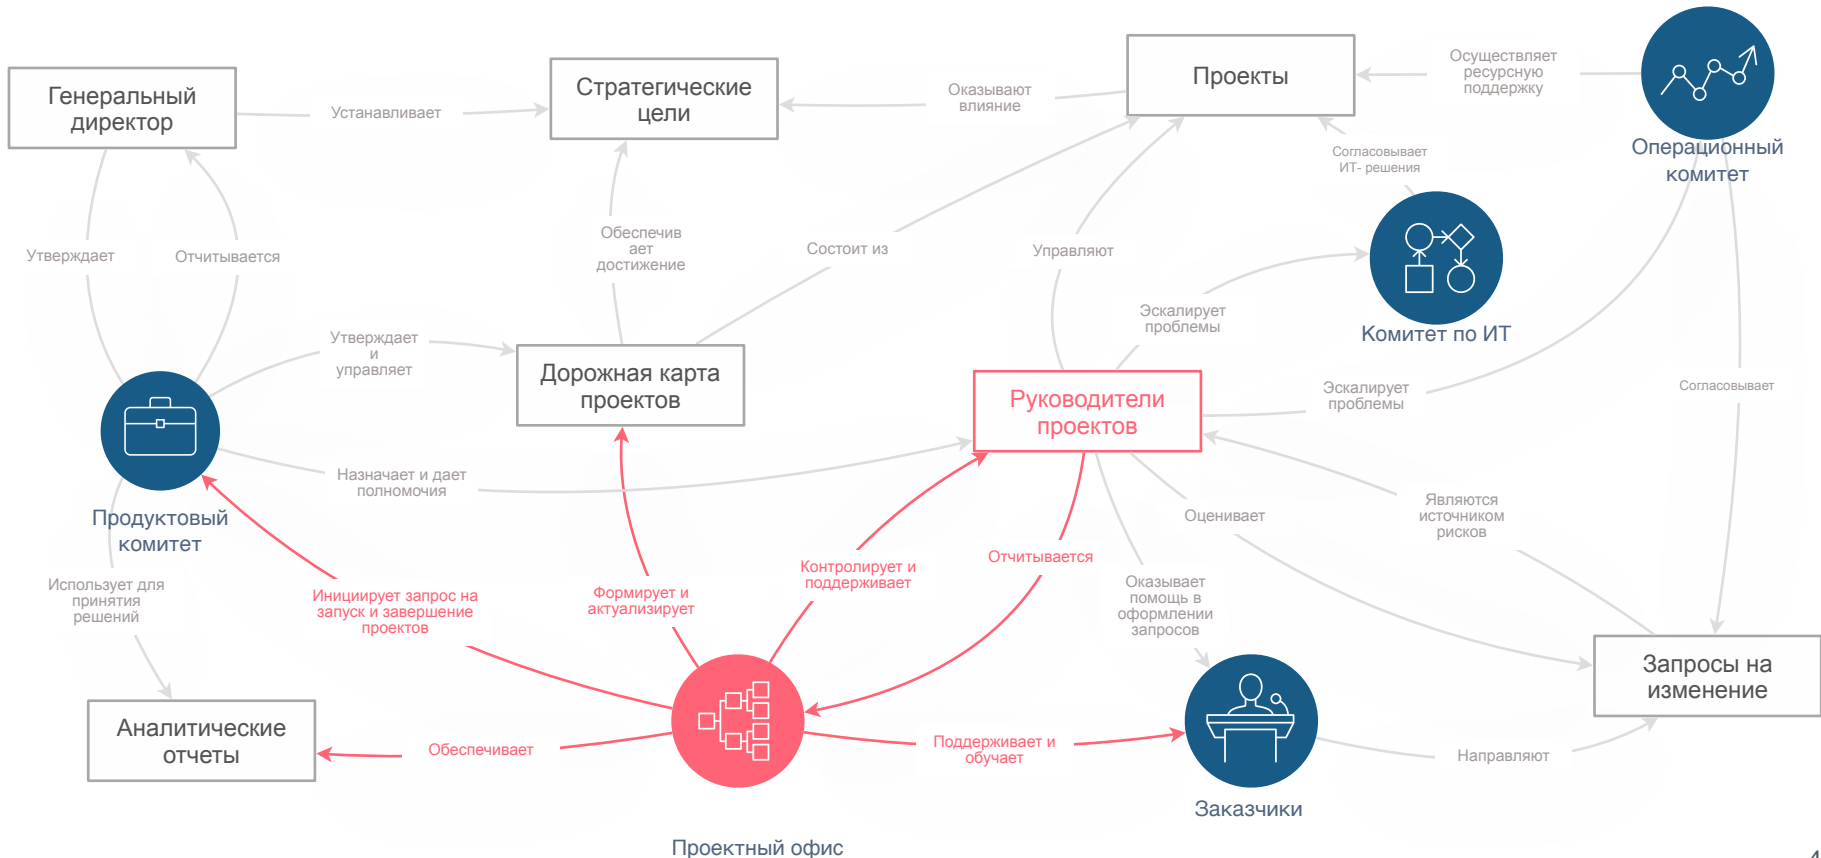 Генеральный
директор
Устанавливает
Стратегические
цели
Оказывают
влияние
Проекты
Осуществляет
ресурсную
поддержку
Операционный
комитет
Согласовывает
ИТ- решения
Утверждает
Отчитывается
Обеспечив
ает
достижение
Состоит из
Управляют
Эскалирует
проблемы
Комитет по ИТ
Утверждает
и
управляет
Дорожная карта
проектов
Руководители
проектов
Эскалирует
проблемы
Согласовывает
Назначает и дает
полномочия
Продуктовый
комитет
Оценивает
Являются
источником
рисков
Использует для
принятия
решений
Инициирует запрос на
запуск и завершение
проектов
Формирует и
актуализирует
Контролирует и
поддерживает
Отчитывается
Оказывает
помощь в
оформлении
запросов
Запросы на
изменение
Аналитические
отчеты
Обеспечивает
Поддерживает и
обучает
Направляют
Заказчики
Проектный офис
4